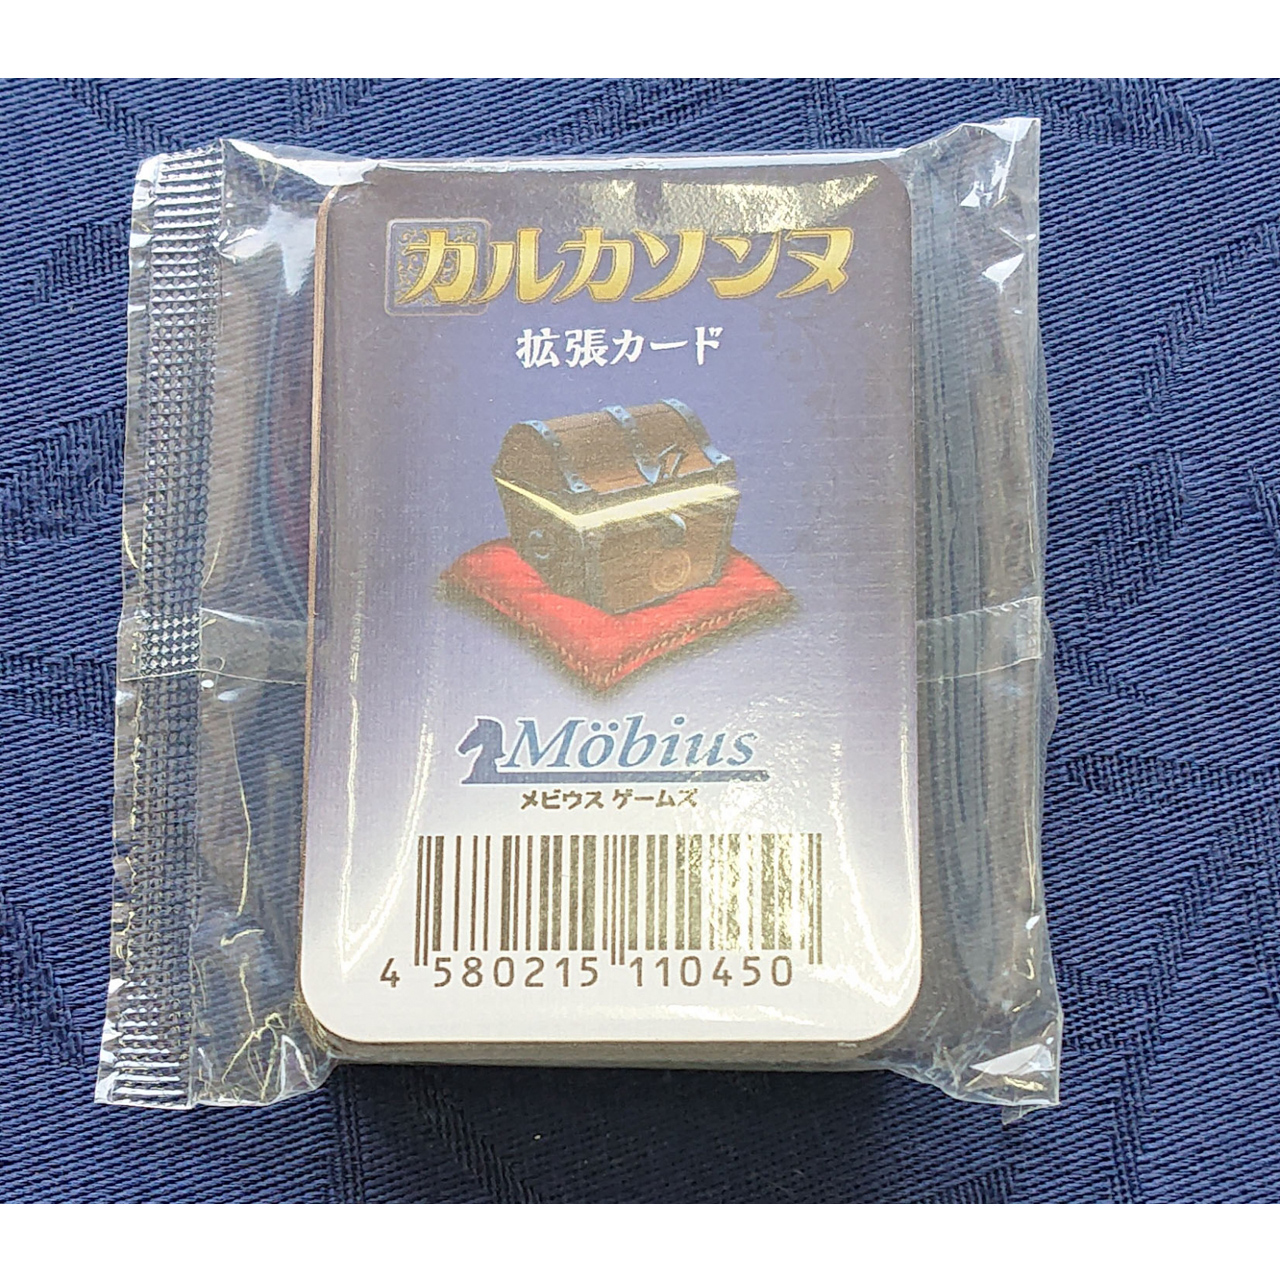 カルカソンヌ
拡張カード
Möbius
メビウス ゲームズ
4 580215 110450